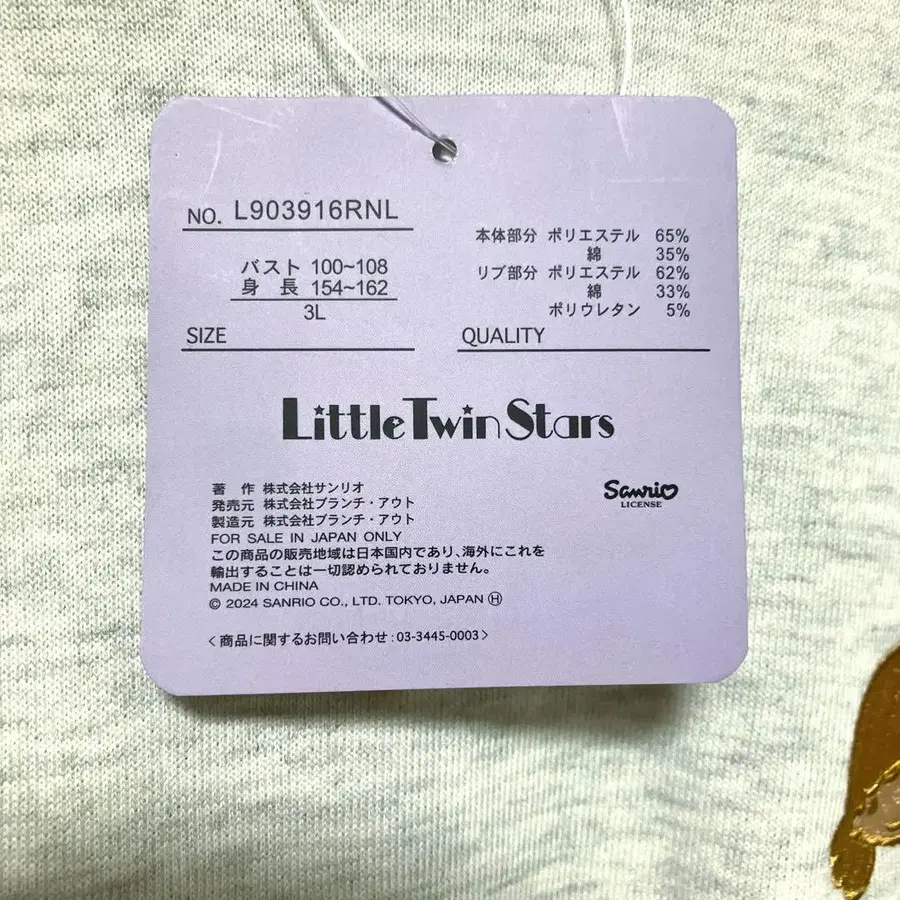 NO. L903916RNL
バスト 100~108
身 長 154~162
3L
SIZE
本体部分 ポリエステル 65%
綿 35%
リブ部分 ポリエステル 62%
綿 33%
ポリウレタン 5%
QUALITY
Little Twin Stars
著 作 株式会社サンリオ
発売元 株式会社ブランチ・アウト
製造元 株式会社ブランチ・アウト
FOR SALE IN JAPAN ONLY
この商品の販売地域は日本国内であり、海外にこれを
輸出することは一切認められておりません。
MADE IN CHINA
© 2024 SANRIO CO., LTD. TOKYO, JAPAN Ⓗ
Sanrio
LICENSE
<商品に関するお問い合わせ:03-3445-0003>